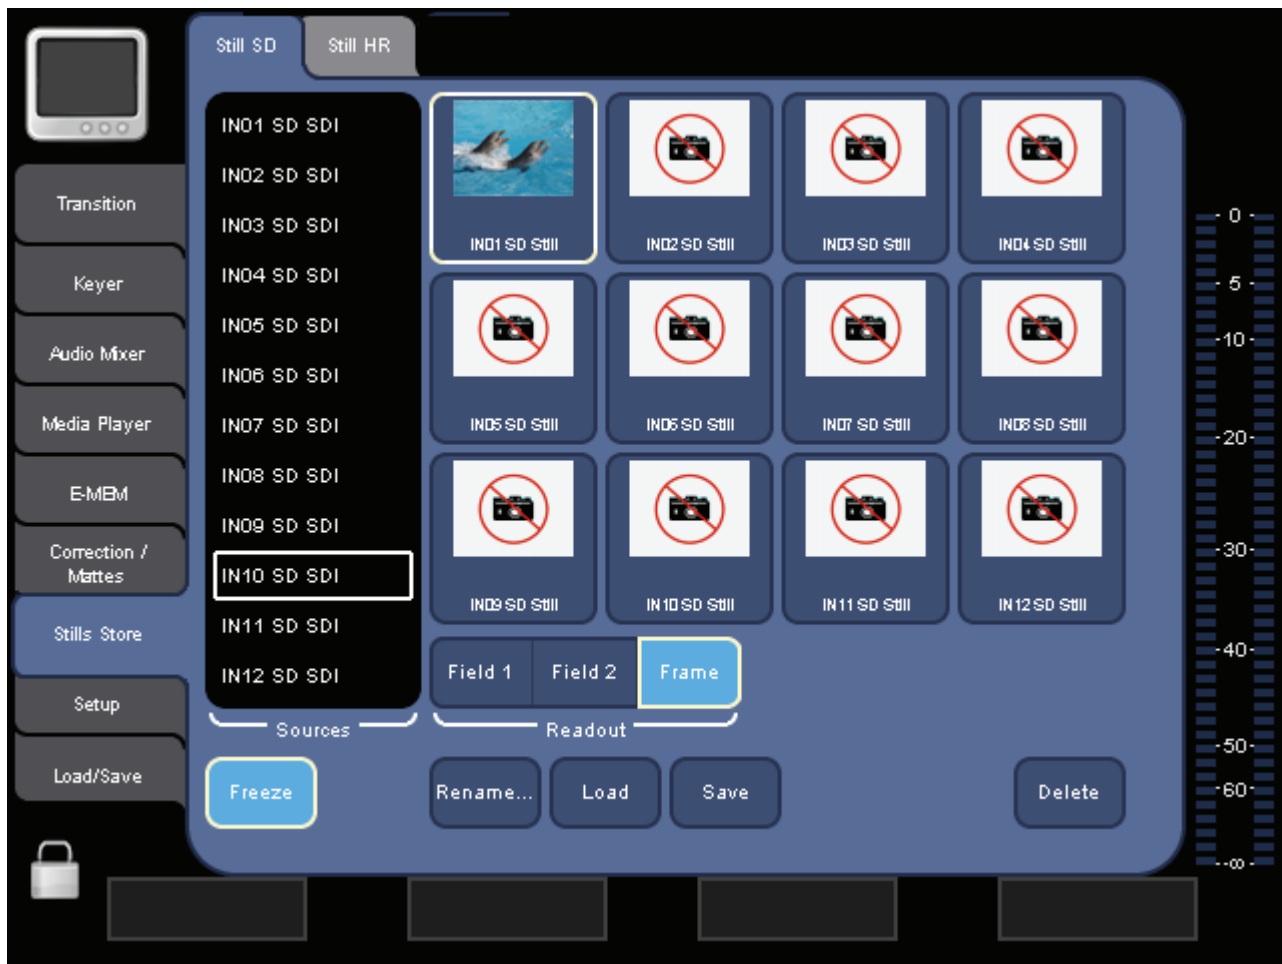 Still SD
Still HR
Transition
Keyer
Audio Mixer
Media Player
E-MEM
Correction /
Mattes
Stills Store
Setup
Load/Save
IN01 SD SDI
IN02 SD SDI
IN03 SD SDI
IN04 SD SDI
IN05 SD SDI
IN06 SD SDI
IN07 SD SDI
IN08 SD SDI
IN09 SD SDI
IN10 SD SDI
IN11 SD SDI
IN12 SD SDI
Sources
Freeze
IN01 SD Still
IN02 SD Still
IN03 SD Still
IN04 SD Still
IN05 SD Still
IN06 SD Still
IN07 SD Still
IN08 SD Still
IN09 SD Still
IN10 SD Still
IN11 SD Still
IN12 SD Still
Field 1
Field 2
Frame
Readout
Rename...
Load
Save
Delete
- 0 -
- 5 -
-10-
-20-
-30-
-40-
-50-
-60-
--∞-